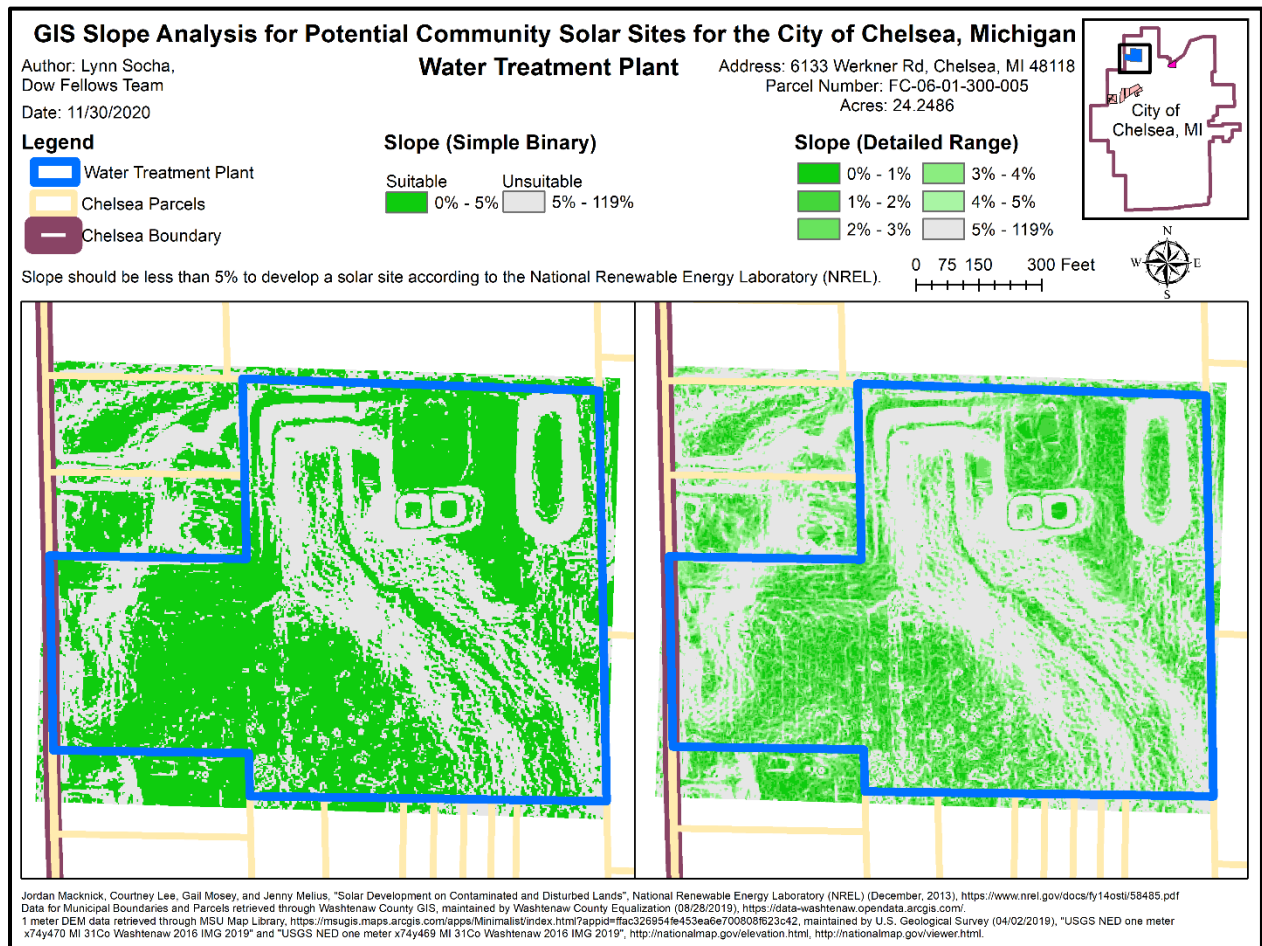 GIS Slope Analysis for Potential Community Solar Sites for the City of Chelsea, Michigan
Water Treatment Plant
Author: Lynn Socha,
Dow Fellows Team
Date: 11/30/2020
Address: 6133 Werkner Rd, Chelsea, MI 48118
Parcel Number: FC-06-01-300-005
Acres: 24.2486
City of
Chelsea, MI
Legend
Water Treatment Plant
Chelsea Parcels
Chelsea Boundary
Slope (Simple Binary)
Suitable Unsuitable
0% - 5% 5% - 119%
Slope (Detailed Range)
0% - 1% 3% - 4%
1% - 2% 4% - 5%
2% - 3% 5% - 119%
N
W E
S
0 75 150 300 Feet
Slope should be less than 5% to develop a solar site according to the National Renewable Energy Laboratory (NREL).
Jordan Macknick, Courtney Lee, Gail Mosey, and Jenny Melius, "Solar Development on Contaminated and Disturbed Lands", National Renewable Energy Laboratory (NREL) (December, 2013), https://www.nrel.gov/docs/fy14osti/58485.pdf
Data for Municipal Boundaries and Parcels retrieved through Washtenaw County GIS, maintained by Washtenaw County Equalization (08/28/2019), https://data-washtenaw.opendata.arcgis.com/.
1 meter DEM data retrieved through MSU Map Library, https://msugis.maps.arcgis.com/apps/Minimalist/index.html?appid=ffac326954fe453ea6e700808f623c42, maintained by U.S. Geological Survey (04/02/2019), "USGS NED one meter
x74y470 MI 31Co Washtenaw 2016 IMG 2019" and "USGS NED one meter x74y469 MI 31Co Washtenaw 2016 IMG 2019", http://nationalmap.gov/elevation.html, http://nationalmap.gov/viewer.html.